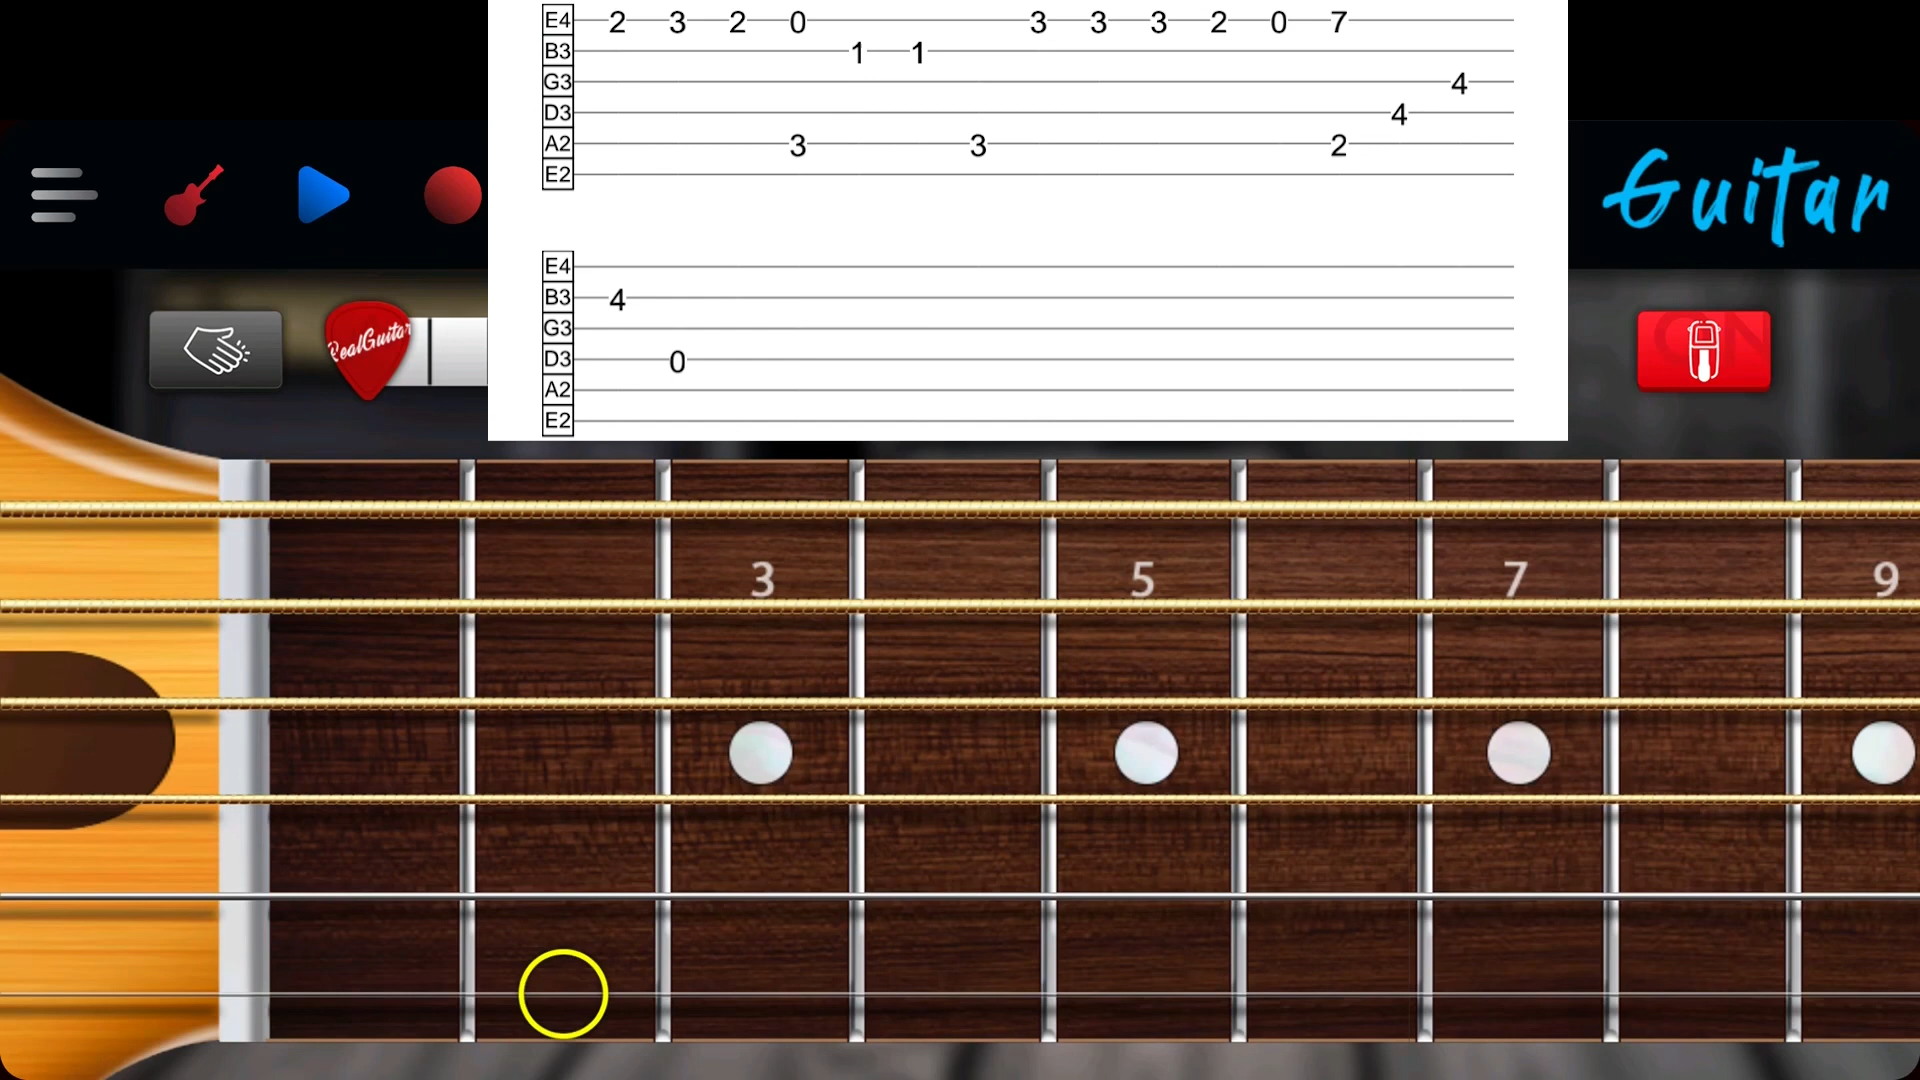 E4 2 3 2 0 3 3 3 2 0 7
B3 1 1
G3 4
D3 4
A2 3 3 2
E2
Guitar
E4
B3 4
G3
D3 0
A2
E2
RealGuitar
ON
3 5 7 9